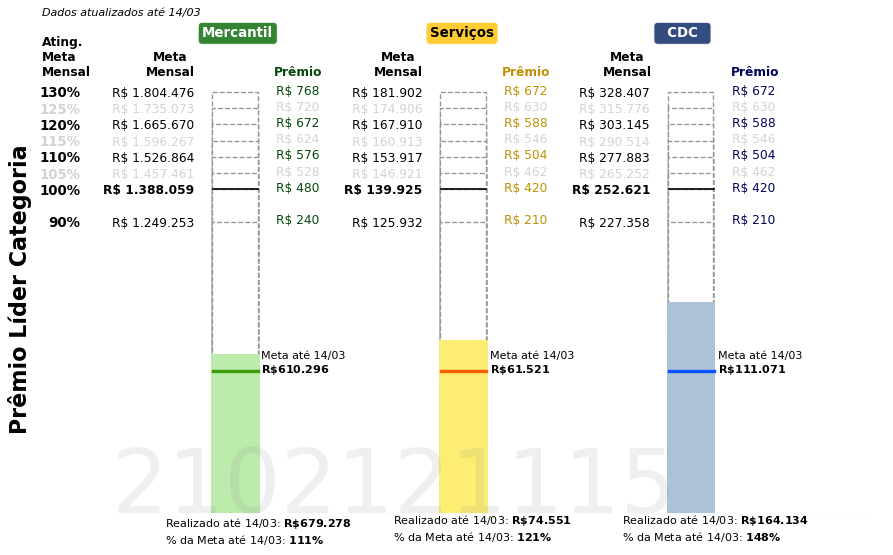 Dados atualizados até 14/03
Mercantil Serviços CDC
Ating.
Meta Meta Meta Meta
Mensal Mensal Prêmio Mensal Prêmio Mensal Prêmio
130% R$ 1.804.476 R$ 768 R$ 181.902 R$ 672 R$ 328.407 R$ 672
125% R$ 1.735.073 R$ 720 R$ 174.906 R$ 630 R$ 315.776 R$ 630
120% R$ 1.665.670 R$ 672 R$ 167.910 R$ 588 R$ 303.145 R$ 588
115% R$ 1.596.267 R$ 624 R$ 160.913 R$ 546 R$ 290.514 R$ 546
110% R$ 1.526.864 R$ 576 R$ 153.917 R$ 504 R$ 277.883 R$ 504
105% R$ 1.457.461 R$ 528 R$ 146.921 R$ 462 R$ 265.252 R$ 462
100% R$ 1.388.059 R$ 480 R$ 139.925 R$ 420 R$ 252.621 R$ 420
90% R$ 1.249.253 R$ 240 R$ 125.932 R$ 210 R$ 227.358 R$ 210
Prêmio Líder Categoria
Meta até 14/03 Meta até 14/03 Meta até 14/03
R$610.296 R$61.521 R$111.071
2102121115
Realizado até 14/03: R$679.278 Realizado até 14/03: R$74.551 Realizado até 14/03: R$164.134
% da Meta até 14/03: 111% % da Meta até 14/03: 121% % da Meta até 14/03: 148%